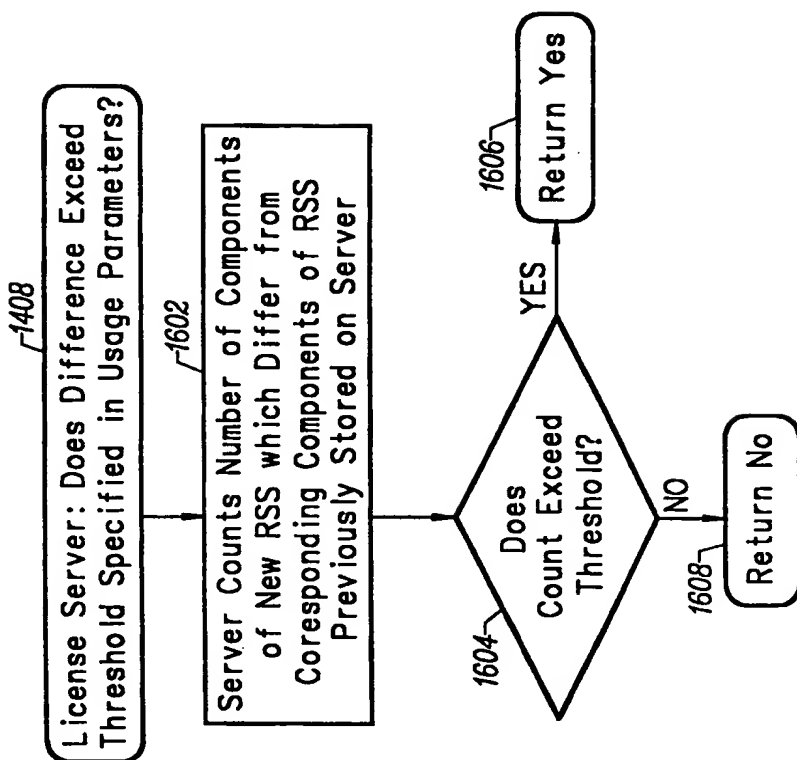 1408
License Server: Does Difference Exceed
Threshold Specified in Usage Parameters?
1602
Server Counts Number of Components
of New RSS which Differ from
Coresponding Components of RSS
Previously Stored on Server
1604
Does
Count Exceed
Threshold?
YES
1606
Return Yes
NO
1608
Return No